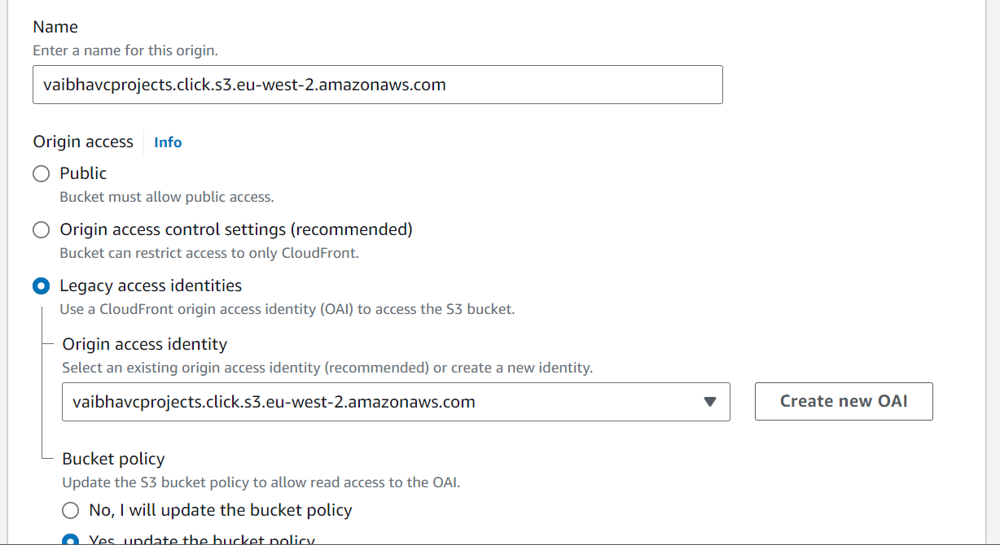 Name
Enter a name for this origin.
vaibhavcprojects.click.s3.eu-west-2.amazonaws.com
Origin access Info
Public
Bucket must allow public access.
Origin access control settings (recommended)
Bucket can restrict access to only CloudFront.
Legacy access identities
Use a CloudFront origin access identity (OAI) to access the S3 bucket.
Origin access identity
Select an existing origin access identity (recommended) or create a new identity.
vaibhavcprojects.click.s3.eu-west-2.amazonaws.com Create new OAI
Bucket policy
Update the S3 bucket policy to allow read access to the OAI.
No, I will update the bucket policy
Yes, update the bucket policy